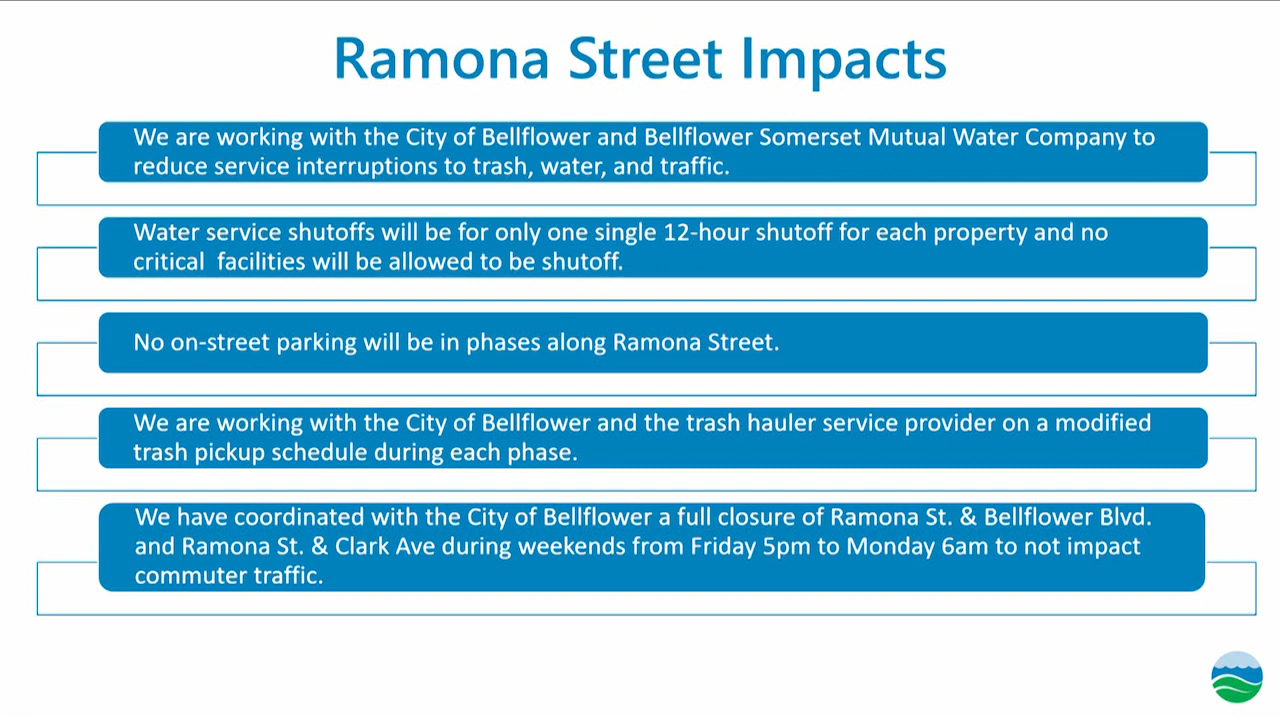 Ramona Street Impacts
We are working with the City of Bellflower and Bellflower Somerset Mutual Water Company to
reduce service interruptions to trash, water, and traffic.
Water service shutoffs will be for only one single 12-hour shutoff for each property and no
critical  facilities will be allowed to be shutoff.
No on-street parking will be in phases along Ramona Street.
We are working with the City of Bellflower and the trash hauler service provider on a modified
trash pickup schedule during each phase.
We have coordinated with the City of Bellflower a full closure of Ramona St. & Bellflower Blvd.
and Ramona St. & Clark Ave during weekends from Friday 5pm to Monday 6am to not impact
commuter traffic.